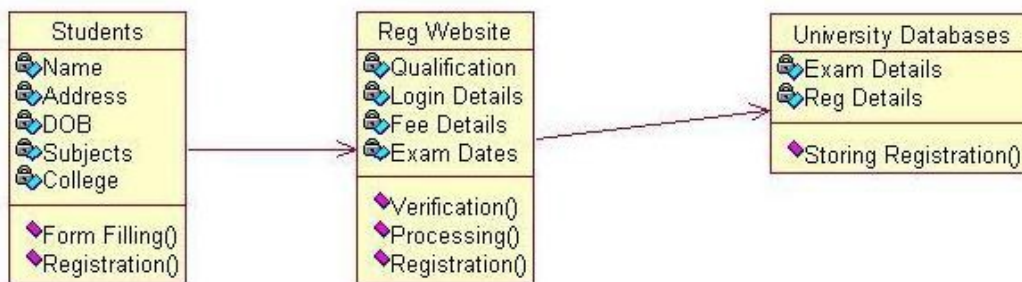 Students
Name
Address
DOB
Subjects
College
Form Filling()
Registration()
Reg Website
Qualification
Login Details
Fee Details
Exam Dates
Verification()
Processing()
Registration()
University Databases
Exam Details
Reg Details
Storing Registration()